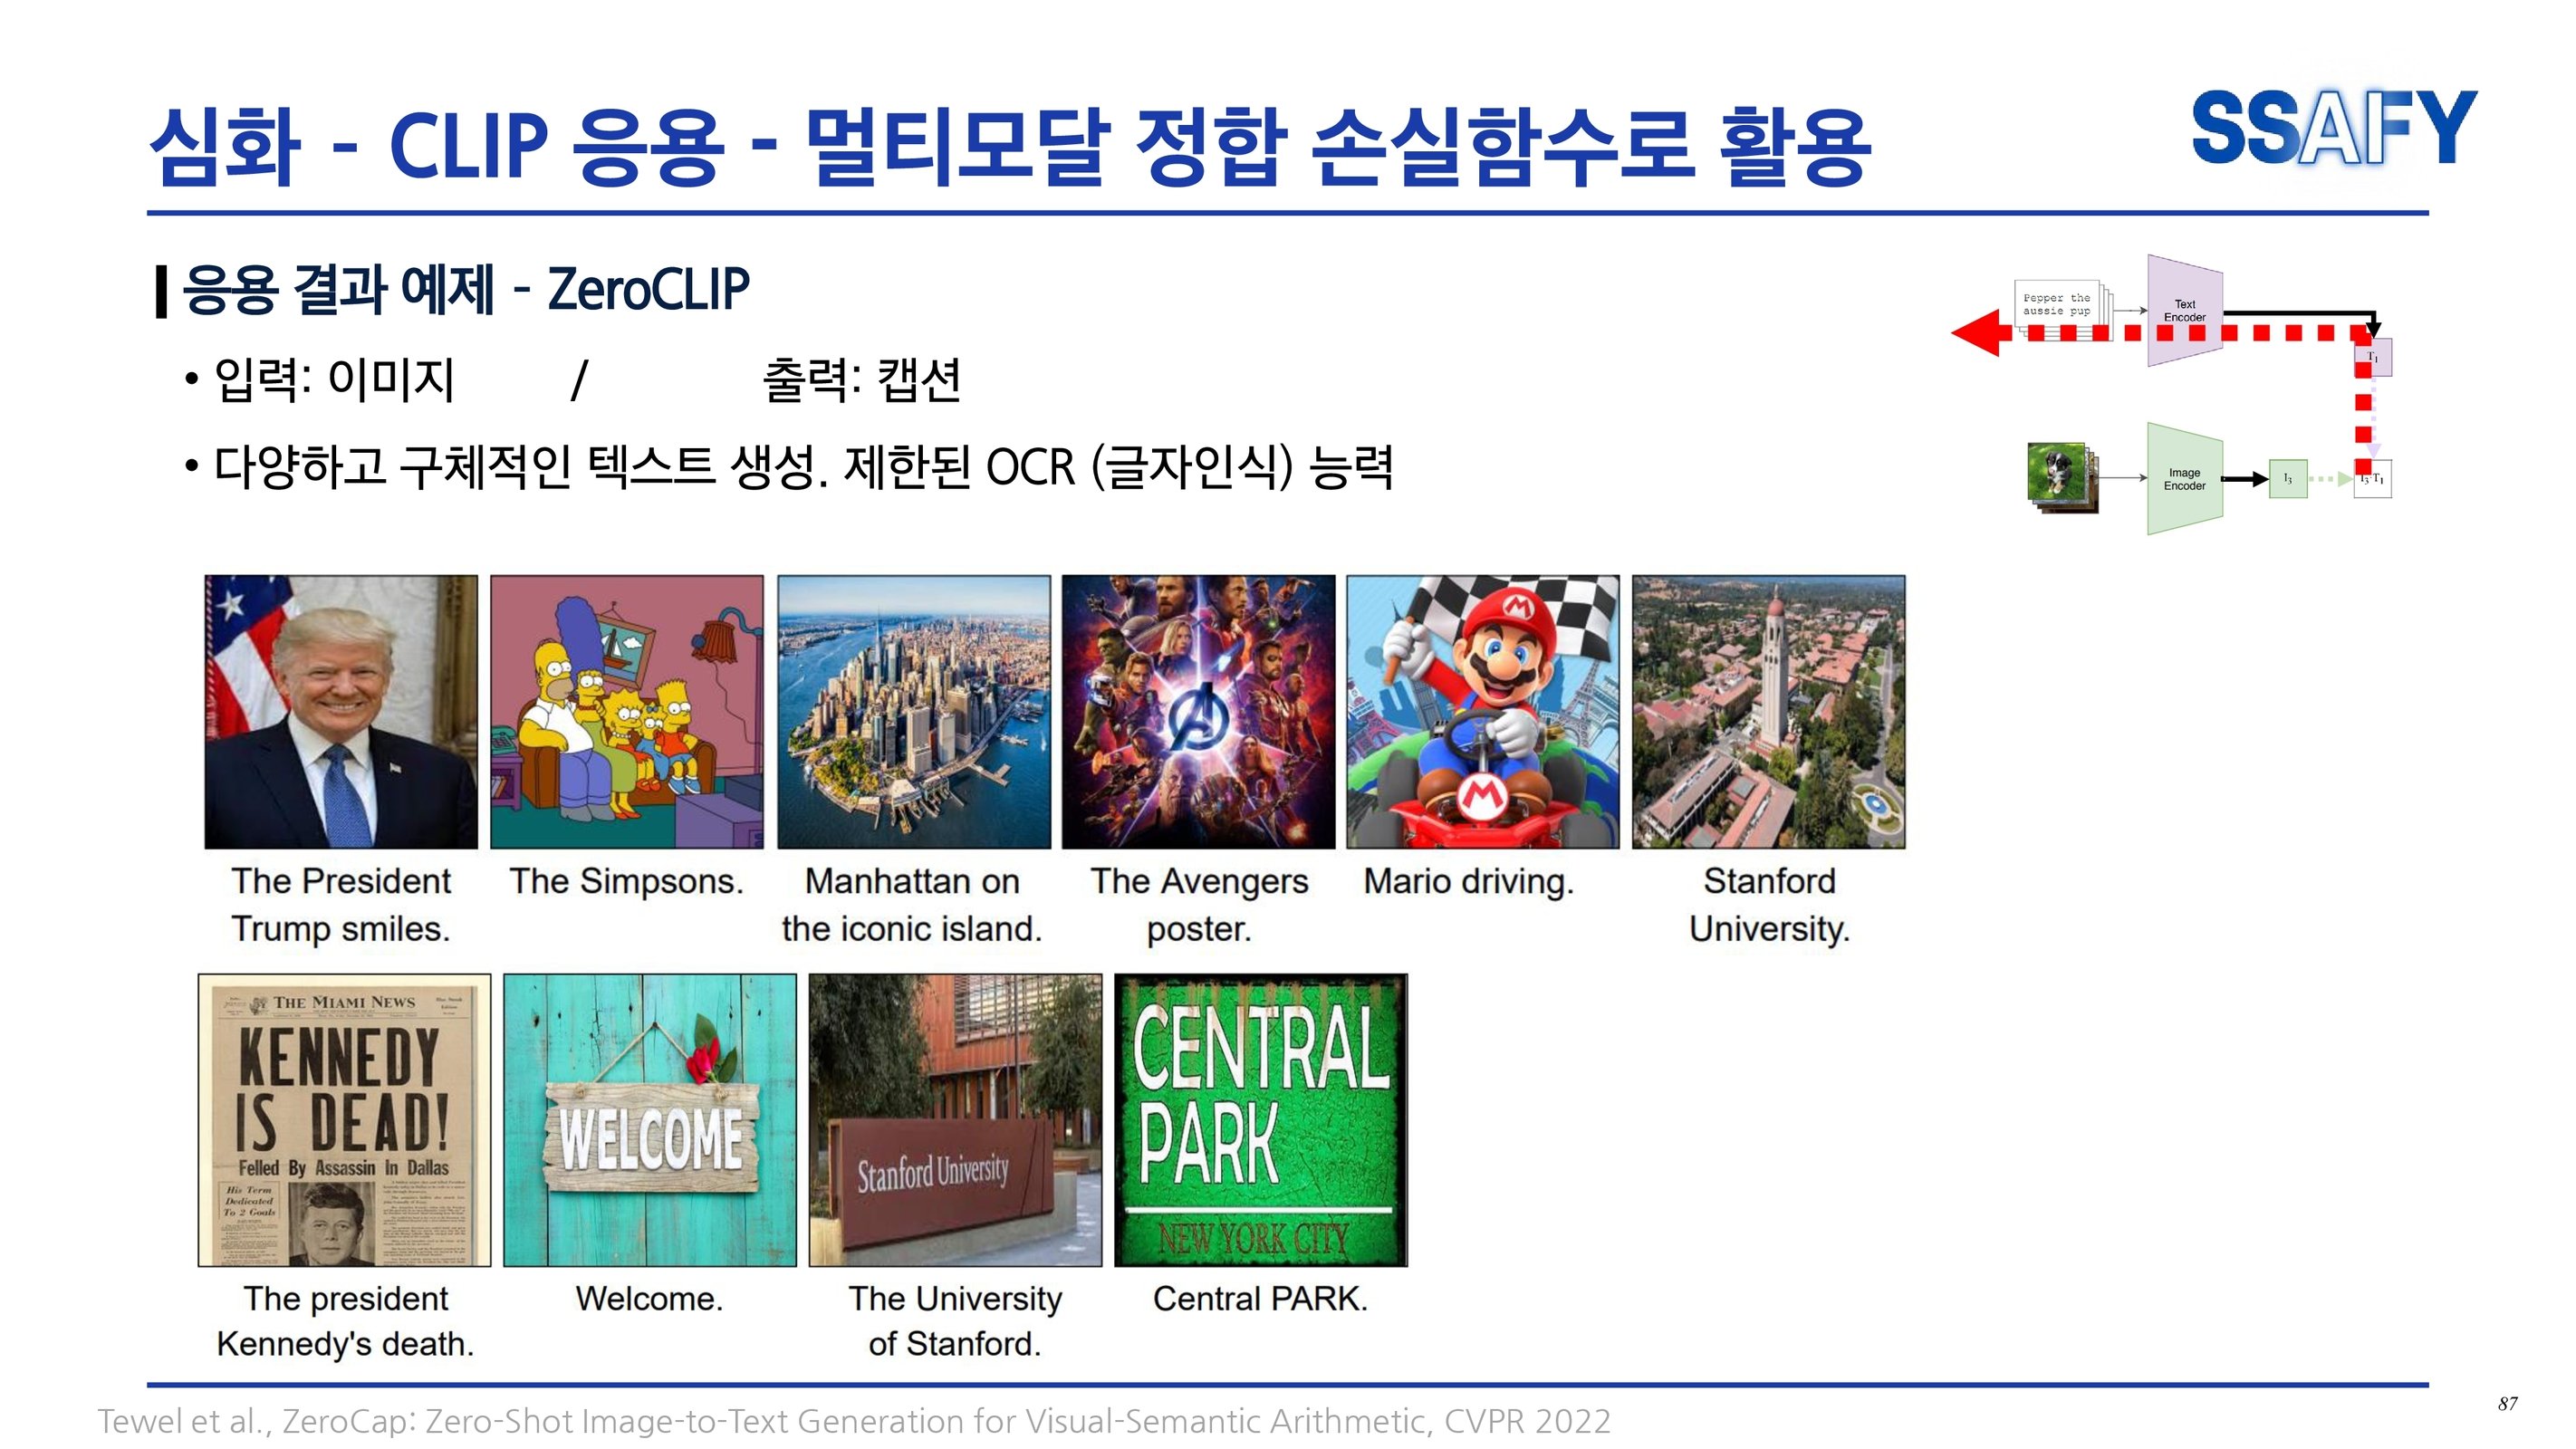 심화 - CLIP 응용 - 멀티모달 정합 손실함수로 활용
SSAFY
응용 결과 예제 - ZeroCLIP
• 입력: 이미지 / 출력: 캡션
• 다양하고 구체적인 텍스트 생성. 제한된 OCR (글자인식) 능력
Pepper the
aussie pup
Text
Encoder
T1
Image
Encoder
I3
I3·T1
The President
Trump smiles.
The Simpsons.
Manhattan on
the iconic island.
The Avengers
poster.
Mario driving.
Stanford
University.
THE MIAMI NEWS
KENNEDY
IS DEAD!
Felled By Assassin In Dallas
His Term
Dedicated
To 2 Goals
WELCOME
Stanford University
CENTRAL
PARK
NEW YORK CITY
The president
Kennedy's death.
Welcome.
The University
of Stanford.
Central PARK.
Tewel et al., ZeroCap: Zero-Shot Image-to-Text Generation for Visual-Semantic Arithmetic, CVPR 2022
87